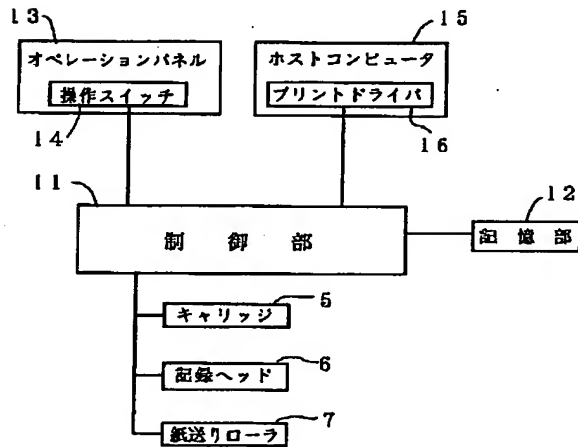 13
15
オペレーションパネル
ホストコンピュータ
操作スイッチ
プリントドライバ
14
16
11
12
制御部
記憶部
5
キャリッジ
6
記録ヘッド
7
紙送りローラ